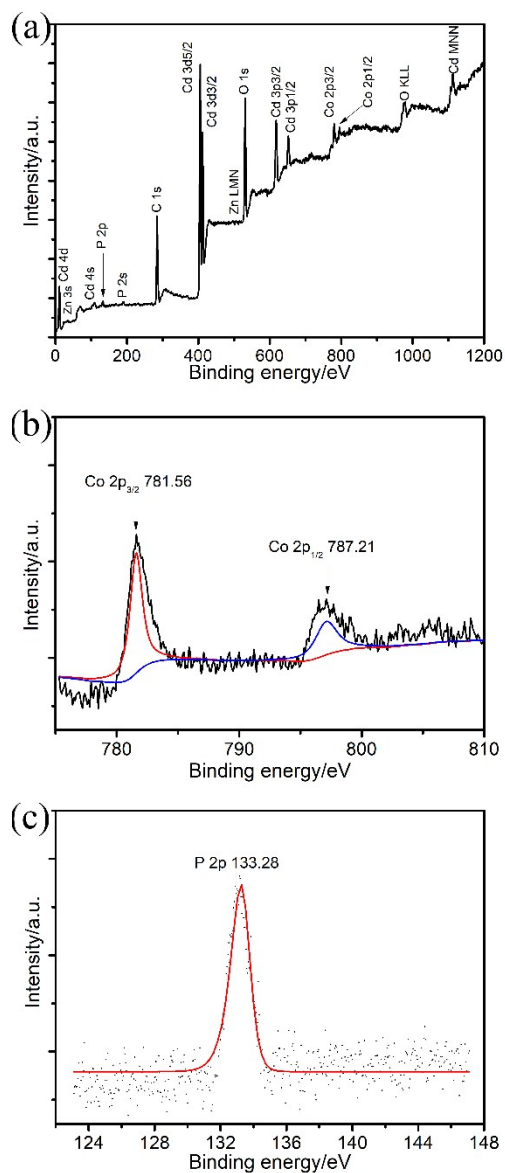 (a)
Intensity/a.u.
Cd 4d
Zn 3s
Cd 4s
P 2p
P 2s
C 1s
Cd 3d5/2
Cd 3d3/2
Zn LMN
O 1s
Cd 3p3/2
Cd 3p1/2
Co 2p3/2
Co 2p1/2
O KLL
Cd MNN
0 200 400 600 800 1000 1200
Binding energy/eV
(b)
Intensity/a.u.
Co 2p3/2 781.56
Co 2p1/2 787.21
780 790 800 810
Binding energy/eV
(c)
Intensity/a.u.
P 2p 133.28
124 128 132 136 140 144 148
Binding energy/eV